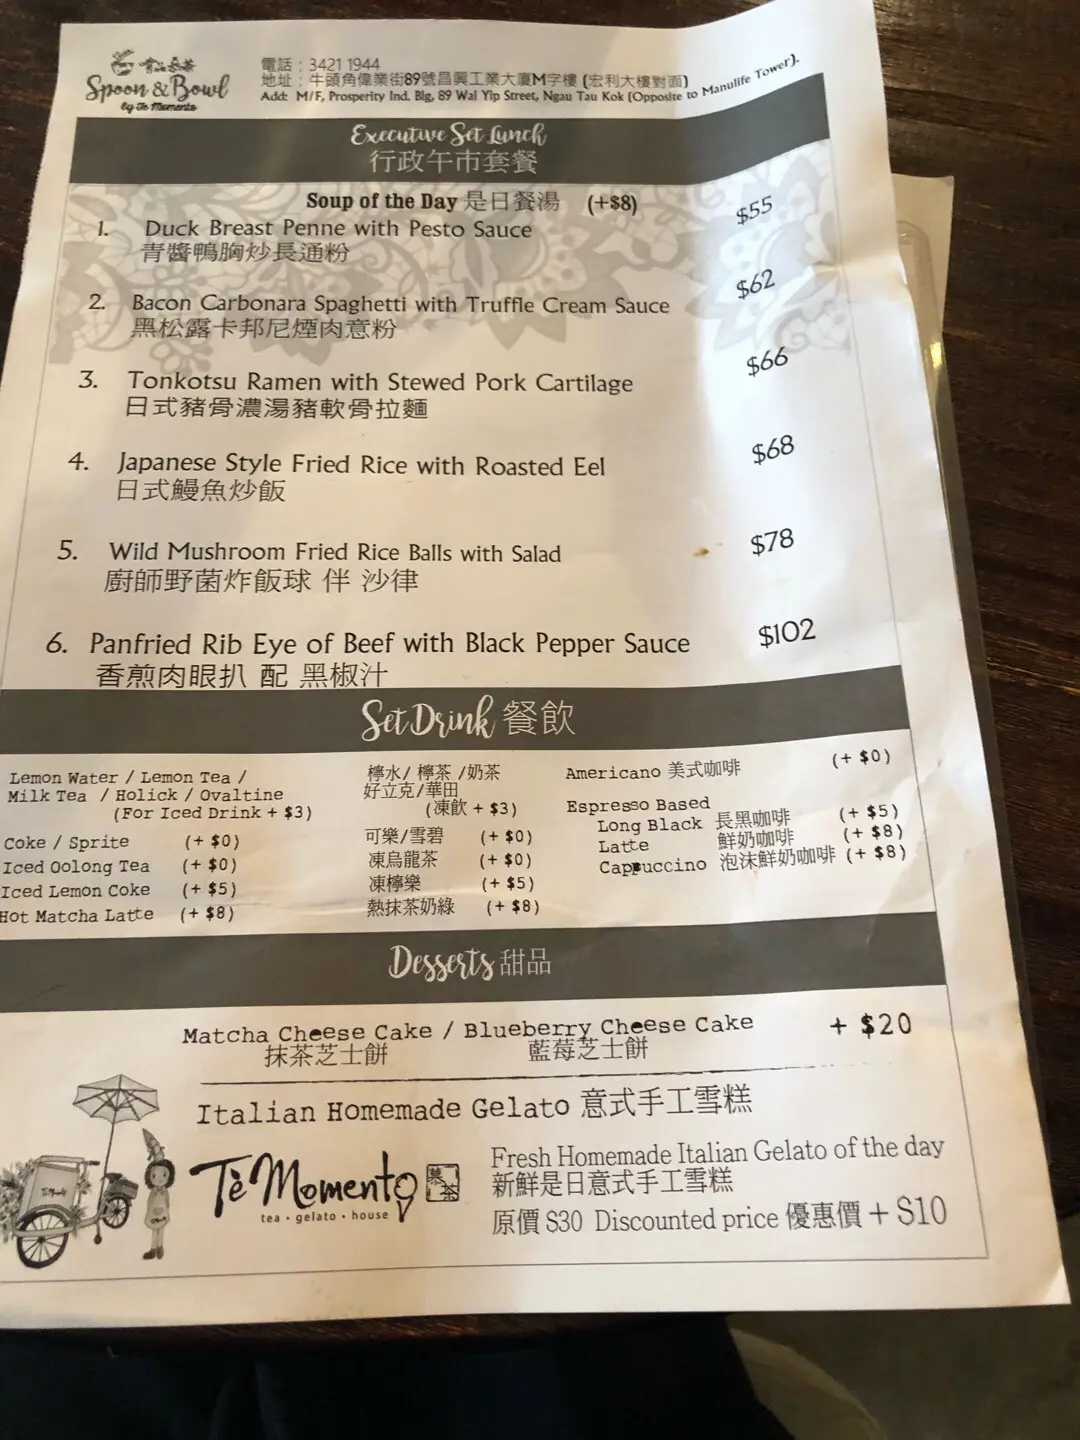 Spoon & Bowl
by Te Momento
電話：3421 1944
地址：牛頭角偉業街89號昌興工業大廈M字樓 (宏利大樓對面)
Add: M/F, Prosperity Ind. Blg, 89 Wai Yip Street, Ngau Tau Kok (Opposite to Manulife Tower).
Executive Set Lunch
行政午市套餐
Soup of the Day 是日餐湯 (+$8)
1. Duck Breast Penne with Pesto Sauce $55
青醬鴨胸炒長通粉
2. Bacon Carbonara Spaghetti with Truffle Cream Sauce $62
黑松露卡邦尼煙肉意粉
3. Tonkotsu Ramen with Stewed Pork Cartilage $66
日式豬骨濃湯豬軟骨拉麵
4. Japanese Style Fried Rice with Roasted Eel $68
日式鰻魚炒飯
5. Wild Mushroom Fried Rice Balls with Salad $78
廚師野菌炸飯球 伴 沙律
6. Panfried Rib Eye of Beef with Black Pepper Sauce $102
香煎肉眼扒 配 黑椒汁
Set Drink 餐飲
Lemon Water / Lemon Tea /
Milk Tea / Holick / Ovaltine
(For Iced Drink + $3)
Coke / Sprite (+ $0)
Iced Oolong Tea (+ $0)
Iced Lemon Coke (+ $5)
Hot Matcha Latte (+ $8)
檸水/ 檸茶 /奶茶
好立克/華田
(凍飲 + $3)
可樂/雪碧 (+ $0)
凍烏龍茶 (+ $0)
凍檸樂 (+ $5)
熱抹茶奶綠 (+ $8)
Americano 美式咖啡 (+ $0)
Espresso Based
Long Black 長黑咖啡 (+ $5)
Latte 鮮奶咖啡 (+ $8)
Cappuccino 泡沫鮮奶咖啡 (+ $8)
Desserts 甜品
Matcha Cheese Cake / Blueberry Cheese Cake + $20
抹茶芝士餅 藍莓芝士餅
Italian Homemade Gelato 意式手工雪糕
Tè Momento 慕茶
tea • gelato • house
Fresh Homemade Italian Gelato of the day
新鮮是日意式手工雪糕
原價 $30 Discounted price 優惠價 + $10